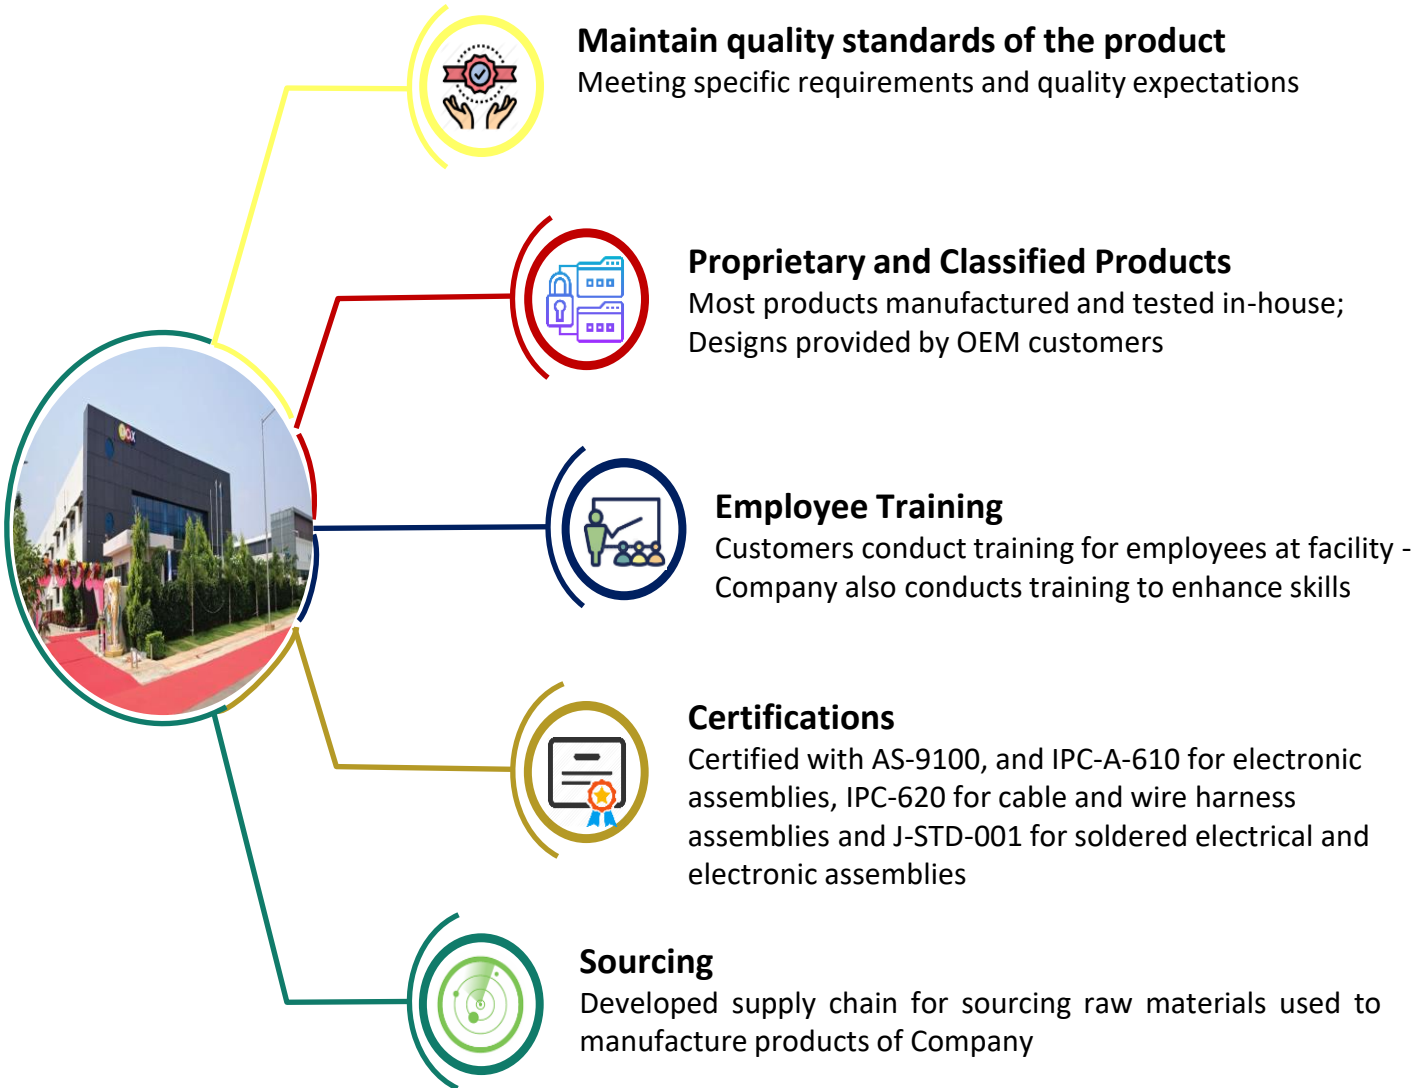 Maintain quality standards of the product
Meeting specific requirements and quality expectations
Proprietary and Classified Products
Most products manufactured and tested in-house;
Designs provided by OEM customers
Employee Training
Customers conduct training for employees at facility -
Company also conducts training to enhance skills
Certifications
Certified with AS-9100, and IPC-A-610 for electronic
assemblies, IPC-620 for cable and wire harness
assemblies and J-STD-001 for soldered electrical and
electronic assemblies
Sourcing
Developed supply chain for sourcing raw materials used to
manufacture products of Company